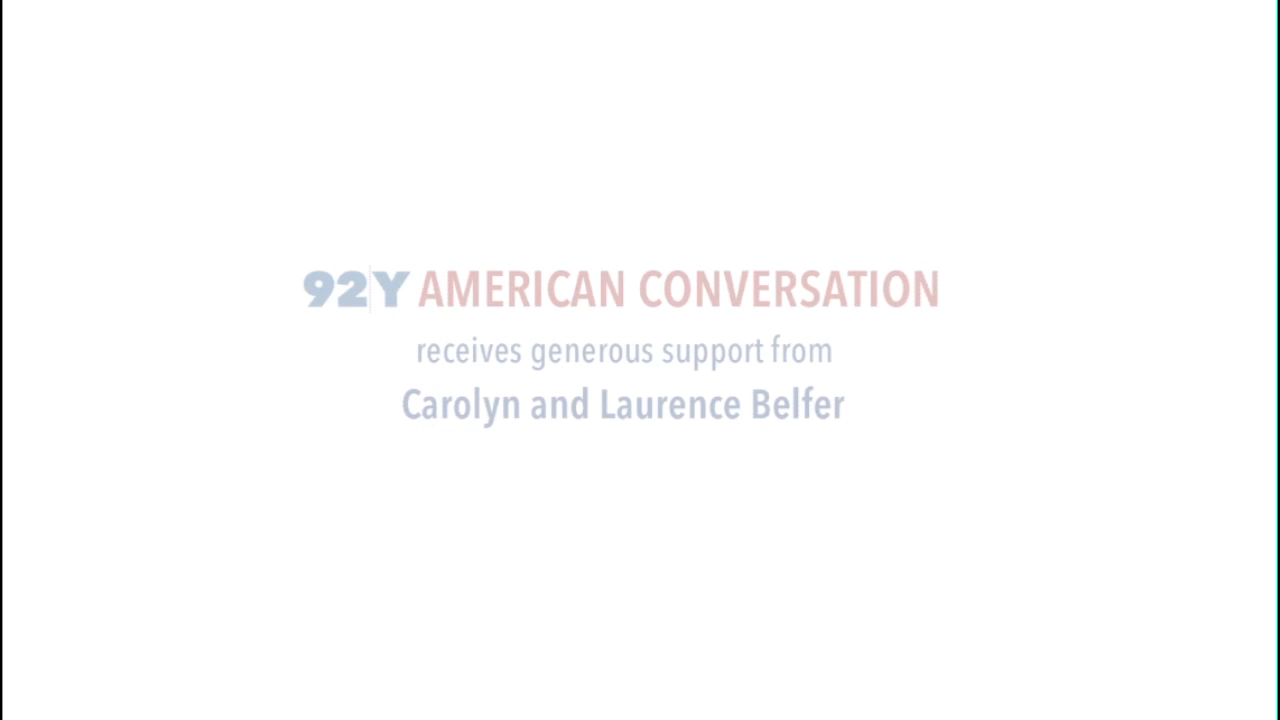 92Y AMERICAN CONVERSATION
receives generous support from
Carolyn and Laurence Belfer